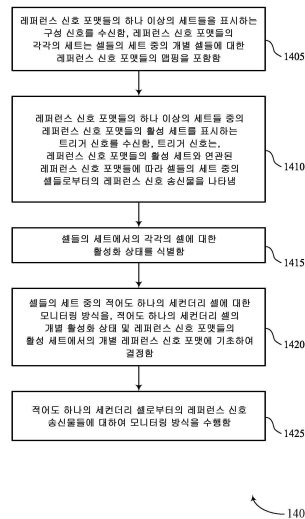 레퍼런스 신호 포맷들의 하나 이상의 세트들을 표시하는
구성 신호를 수신함, 레퍼런스 신호 포맷들의
각각의 세트는 셀들의 세트 중의 개별 셀들에 대한
레퍼런스 신호 포맷들의 맵핑을 포함함
1405
레퍼런스 신호 포맷들의 하나 이상의 세트들 중의
레퍼런스 신호 포맷들의 활성 세트를 표시하는
트리거 신호를 수신함, 트리거 신호는,
레퍼런스 신호 포맷들의 활성 세트와 연관된
레퍼런스 신호 포맷들에 따라 셀들의 세트 중의
셀들로부터의 레퍼런스 신호 송신물을 나타냄
1410
셀들의 세트에서의 각각의 셀에 대한
활성화 상태를 식별함
1415
셀들의 세트 중의 적어도 하나의 세컨더리 셀에 대한
모니터링 방식을, 적어도 하나의 세컨더리 셀의
개별 활성화 상태 및 레퍼런스 신호 포맷들의
활성 세트에서의 개별 레퍼런스 신호 포맷에 기초하여
결정함
1420
적어도 하나의 세컨더리 셀로부터의 레퍼런스 신호
송신물들에 대하여 모니터링 방식을 수행함
1425
140